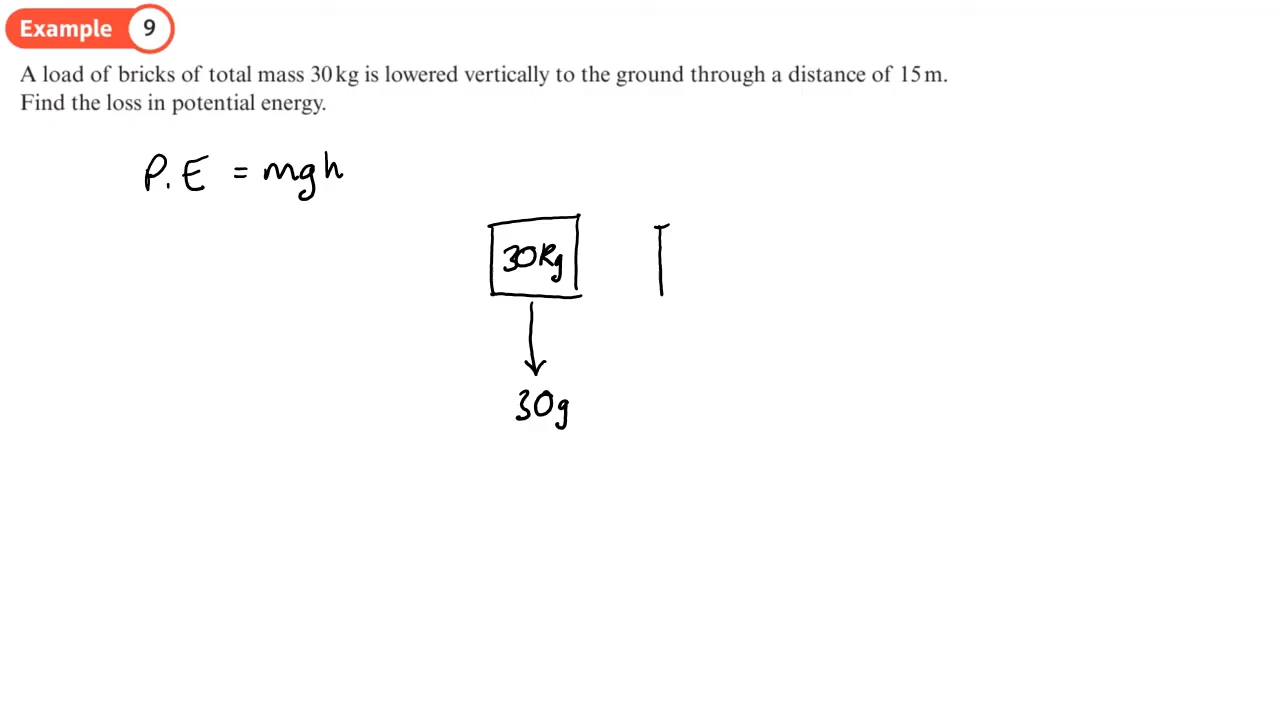 Example 9
A load of bricks of total mass 30 kg is lowered vertically to the ground through a distance of 15 m.
Find the loss in potential energy.
P.E = mgh
30Kg
30g